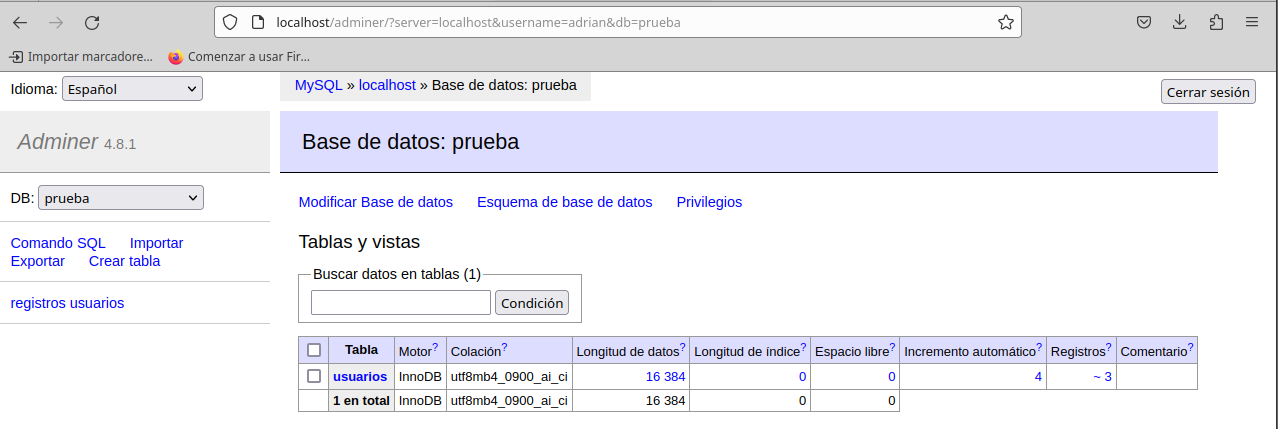 localhost/adminer/?server=localhost&username=adrian&db=prueba
Importar marcadore... Comenzar a usar Fir...
Idioma: Español
MySQL » localhost » Base de datos: prueba
Cerrar sesión
Adminer 4.8.1
Base de datos: prueba
DB: prueba
Modificar Base de datos Esquema de base de datos Privilegios
Comando SQL Importar
Exportar Crear tabla
registros usuarios
Tablas y vistas
Buscar datos en tablas (1)
Condición
Tabla Motor? Colación? Longitud de datos? Longitud de índice? Espacio libre? Incremento automático? Registros? Comentario?
usuarios InnoDB utf8mb4_0900_ai_ci 16 384 0 0 4 ~ 3
1 en total InnoDB utf8mb4_0900_ai_ci 16 384 0 0